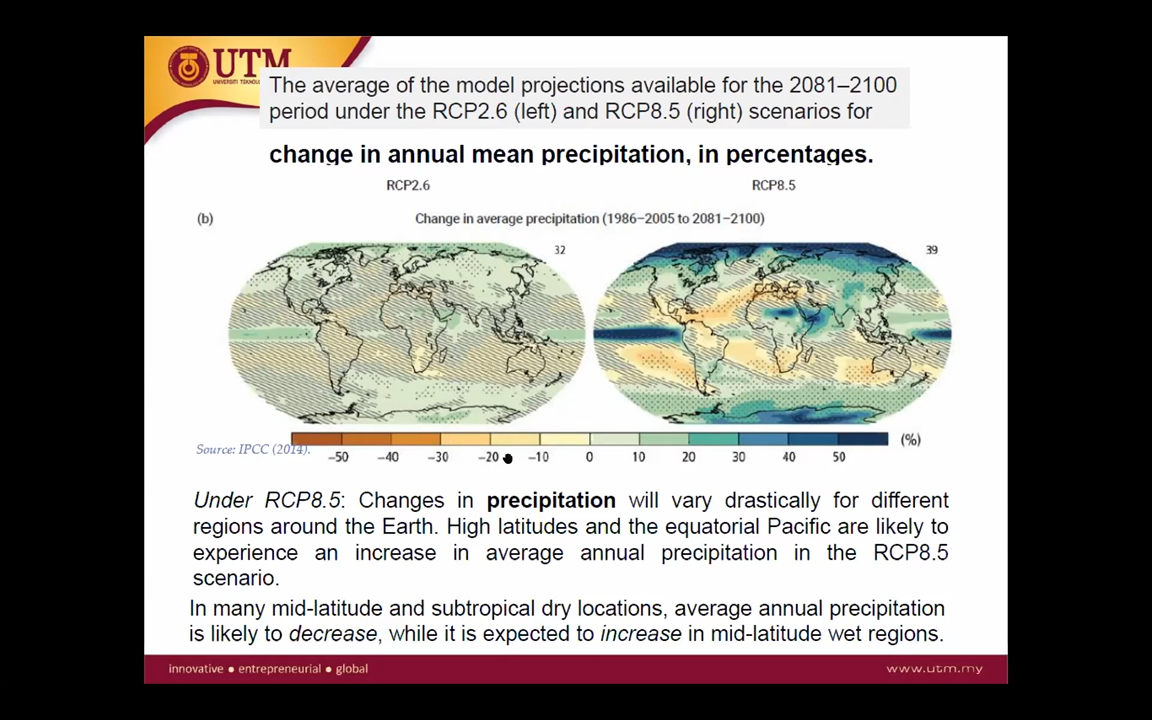 UTM
The average of the model projections available for the 2081–2100
period under the RCP2.6 (left) and RCP8.5 (right) scenarios for
change in annual mean precipitation, in percentages.
RCP2.6 RCP8.5
(b) Change in average precipitation (1986–2005 to 2081–2100)
32 39
(%)
Source: IPCC (2014). −50 −40 −30 −20 −10 0 10 20 30 40 50
Under RCP8.5: Changes in precipitation will vary drastically for different
regions around the Earth. High latitudes and the equatorial Pacific are likely to
experience an increase in average annual precipitation in the RCP8.5
scenario.
In many mid-latitude and subtropical dry locations, average annual precipitation
is likely to decrease, while it is expected to increase in mid-latitude wet regions.
innovative ● entrepreneurial ● global www.utm.my